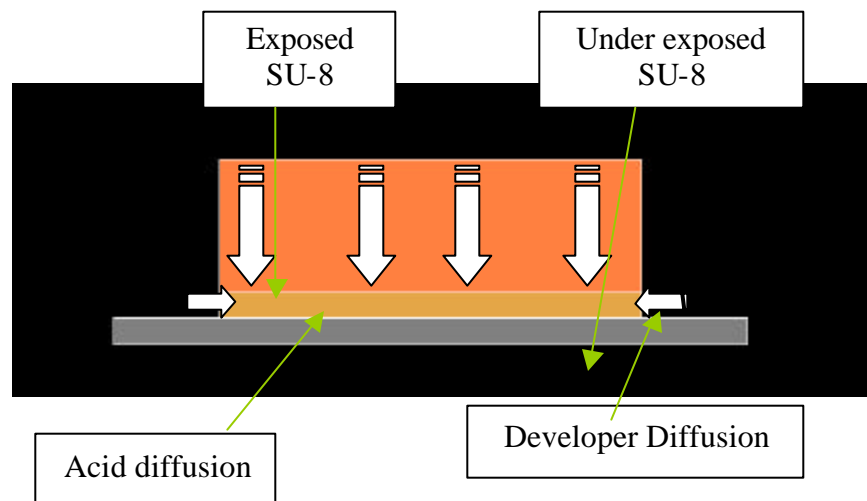 Exposed
SU-8
Under exposed
SU-8
Acid diffusion
Developer Diffusion